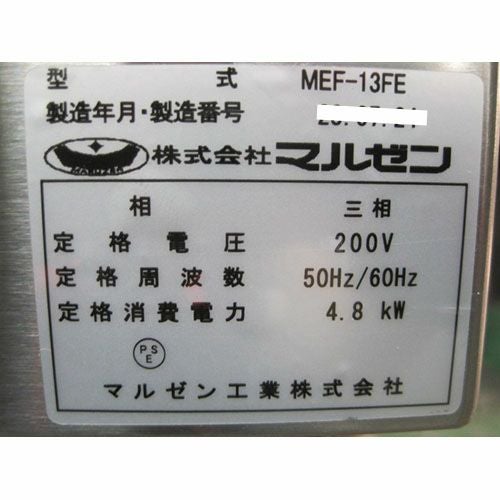 型 式 MEF-13FE
製造年月・製造番号
MARUZEN 株式会社 マルゼン
相 三相
定格電圧 200V
定格周波数 50Hz/60Hz
定格消費電力 4.8 kW
PS
E
マルゼン工業株式会社